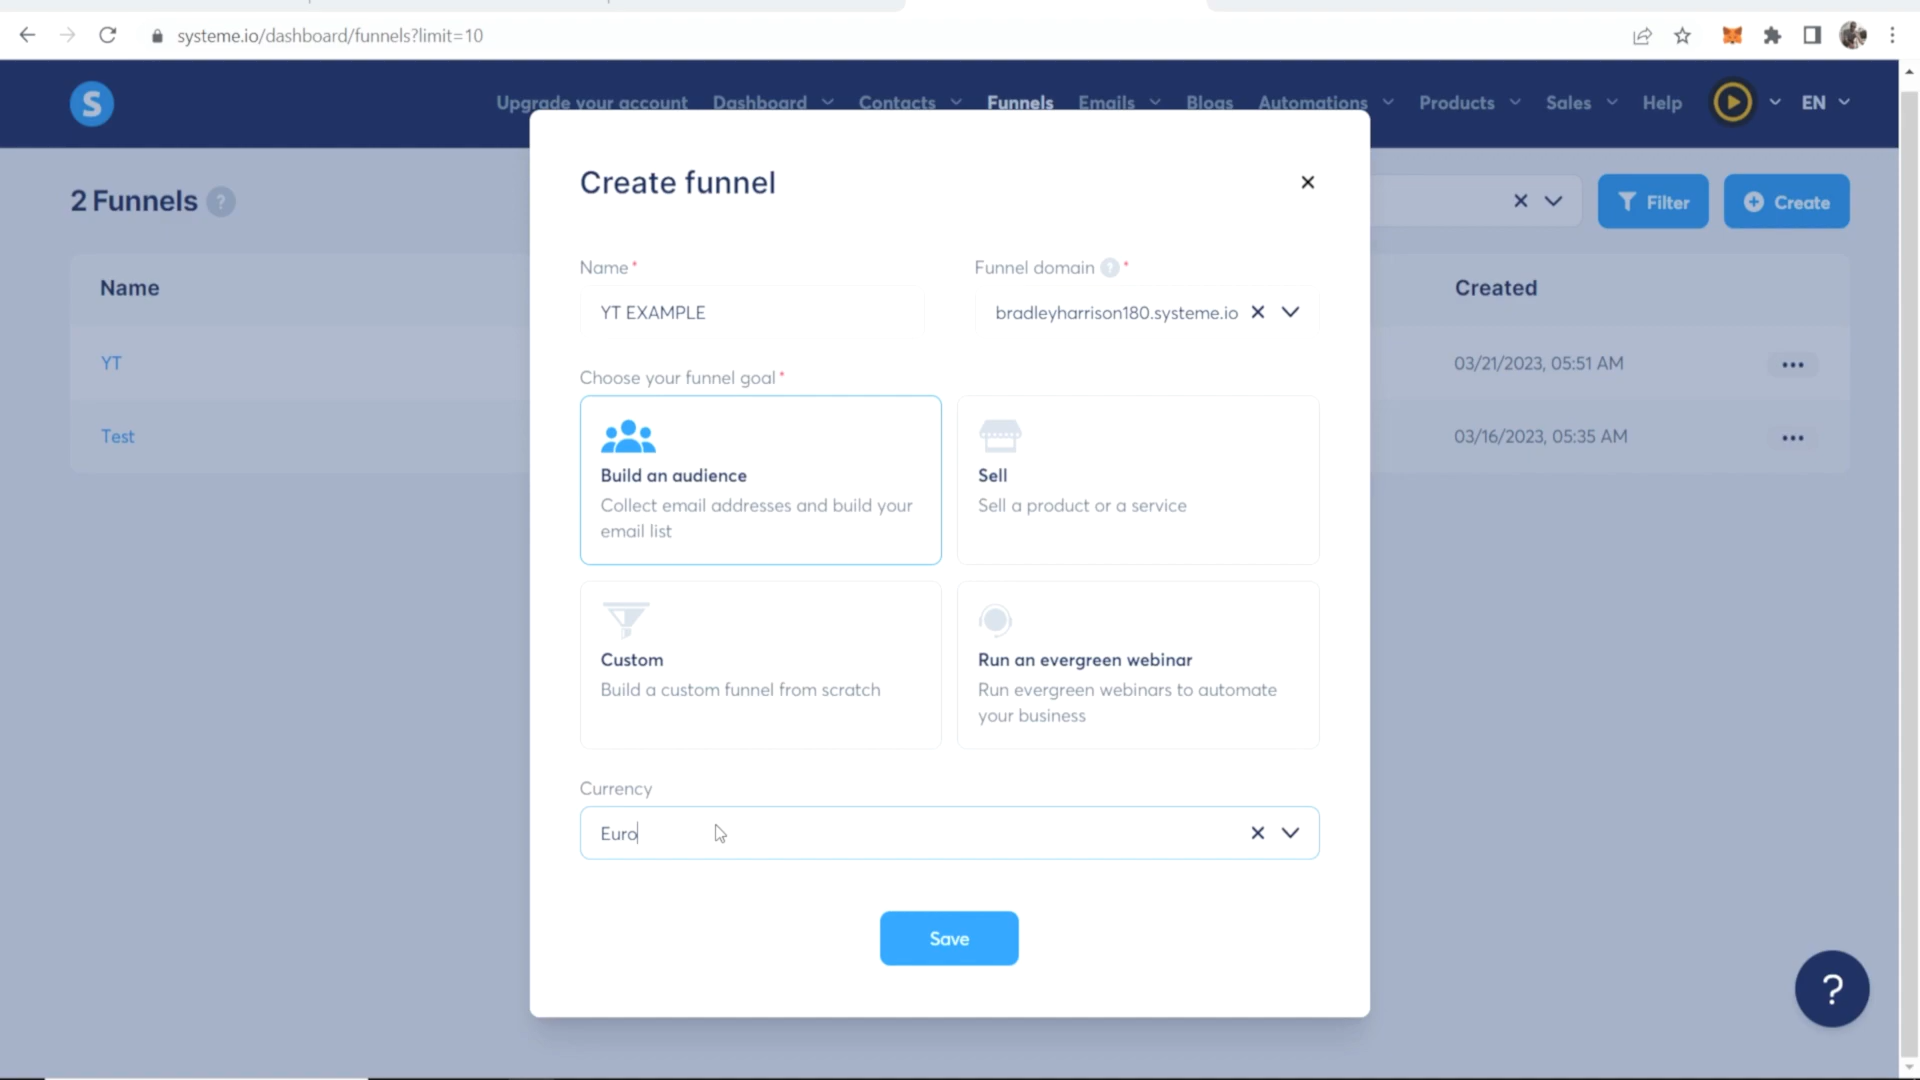 systeme.io/dashboard/funnels?limit=10
S
Upgrade your account Dashboard Contacts Funnels Emails Blogs Automations Products Sales Help EN
Create funnel
2 Funnels ?
Filter
Create
Name*
Funnel domain ? *
Name
Created
YT EXAMPLE
bradleyharrison180.systeme.io
YT
03/21/2023, 05:51 AM
Choose your funnel goal*
Test
03/16/2023, 05:35 AM
Build an audience
Collect email addresses and build your
email list
Sell
Sell a product or a service
Custom
Build a custom funnel from scratch
Run an evergreen webinar
Run evergreen webinars to automate
your business
Currency
Euro
Save
?